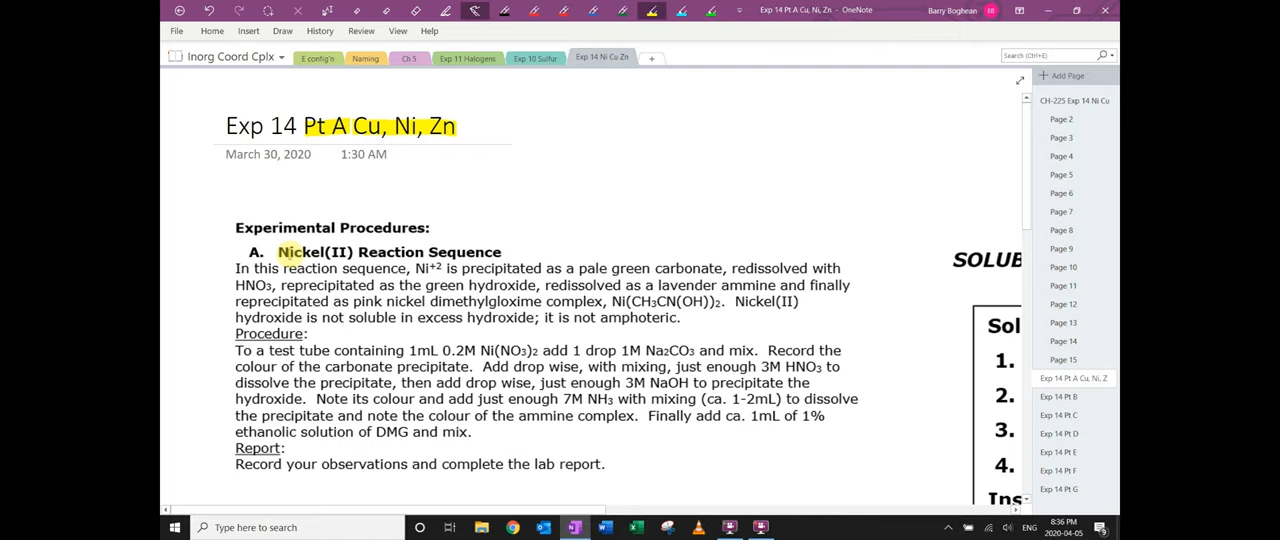 Exp 14 Pt A Cu, Ni, Zn - OneNote
Barry Boghean
BB
File Home Insert Draw History Review View Help
Inorg Coord Cplx
E config'n
Naming
Ch 5
Exp 11 Halogens
Exp 10 Sulfur
Exp 14 Ni Cu Zn
+
Search (Ctrl+E)
Exp 14 Pt A Cu, Ni, Zn
March 30, 2020 1:30 AM
Experimental Procedures:
A. Nickel(II) Reaction Sequence
In this reaction sequence, Ni+2 is precipitated as a pale green carbonate, redissolved with
HNO3, reprecipitated as the green hydroxide, redissolved as a lavender ammine and finally
reprecipitated as pink nickel dimethylgloxime complex, Ni(CH3CN(OH))2. Nickel(II)
hydroxide is not soluble in excess hydroxide; it is not amphoteric.
Procedure:
To a test tube containing 1mL 0.2M Ni(NO3)2 add 1 drop 1M Na2CO3 and mix. Record the
colour of the carbonate precipitate. Add drop wise, with mixing, just enough 3M HNO3 to
dissolve the precipitate, then add drop wise, just enough 3M NaOH to precipitate the
hydroxide. Note its colour and add just enough 7M NH3 with mixing (ca. 1-2mL) to dissolve
the precipitate and note the colour of the ammine complex. Finally add ca. 1mL of 1%
ethanolic solution of DMG and mix.
Report:
Record your observations and complete the lab report.
SOLUB
Sol
1.
2.
3.
4.
Ins
+ Add Page
CH-225 Exp 14 Ni Cu
Page 2
Page 3
Page 4
Page 5
Page 6
Page 7
Page 8
Page 9
Page 10
Page 11
Page 12
Page 13
Page 14
Page 15
Exp 14 Pt A Cu, Ni, Z
Exp 14 Pt B
Exp 14 Pt C
Exp 14 Pt D
Exp 14 Pt E
Exp 14 Pt F
Exp 14 Pt G
Type here to search
8:36 PM
2020-04-05